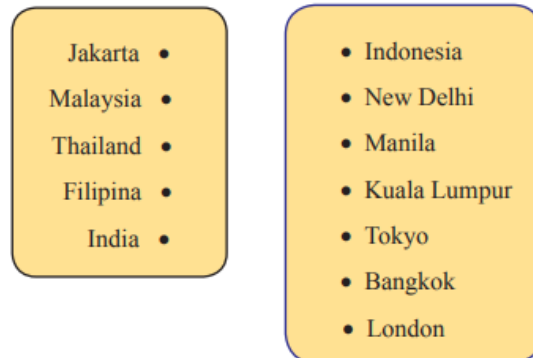 Jakarta •
Malaysia •
Thailand •
Filipina •
India •
• Indonesia
• New Delhi
• Manila
• Kuala Lumpur
• Tokyo
• Bangkok
• London